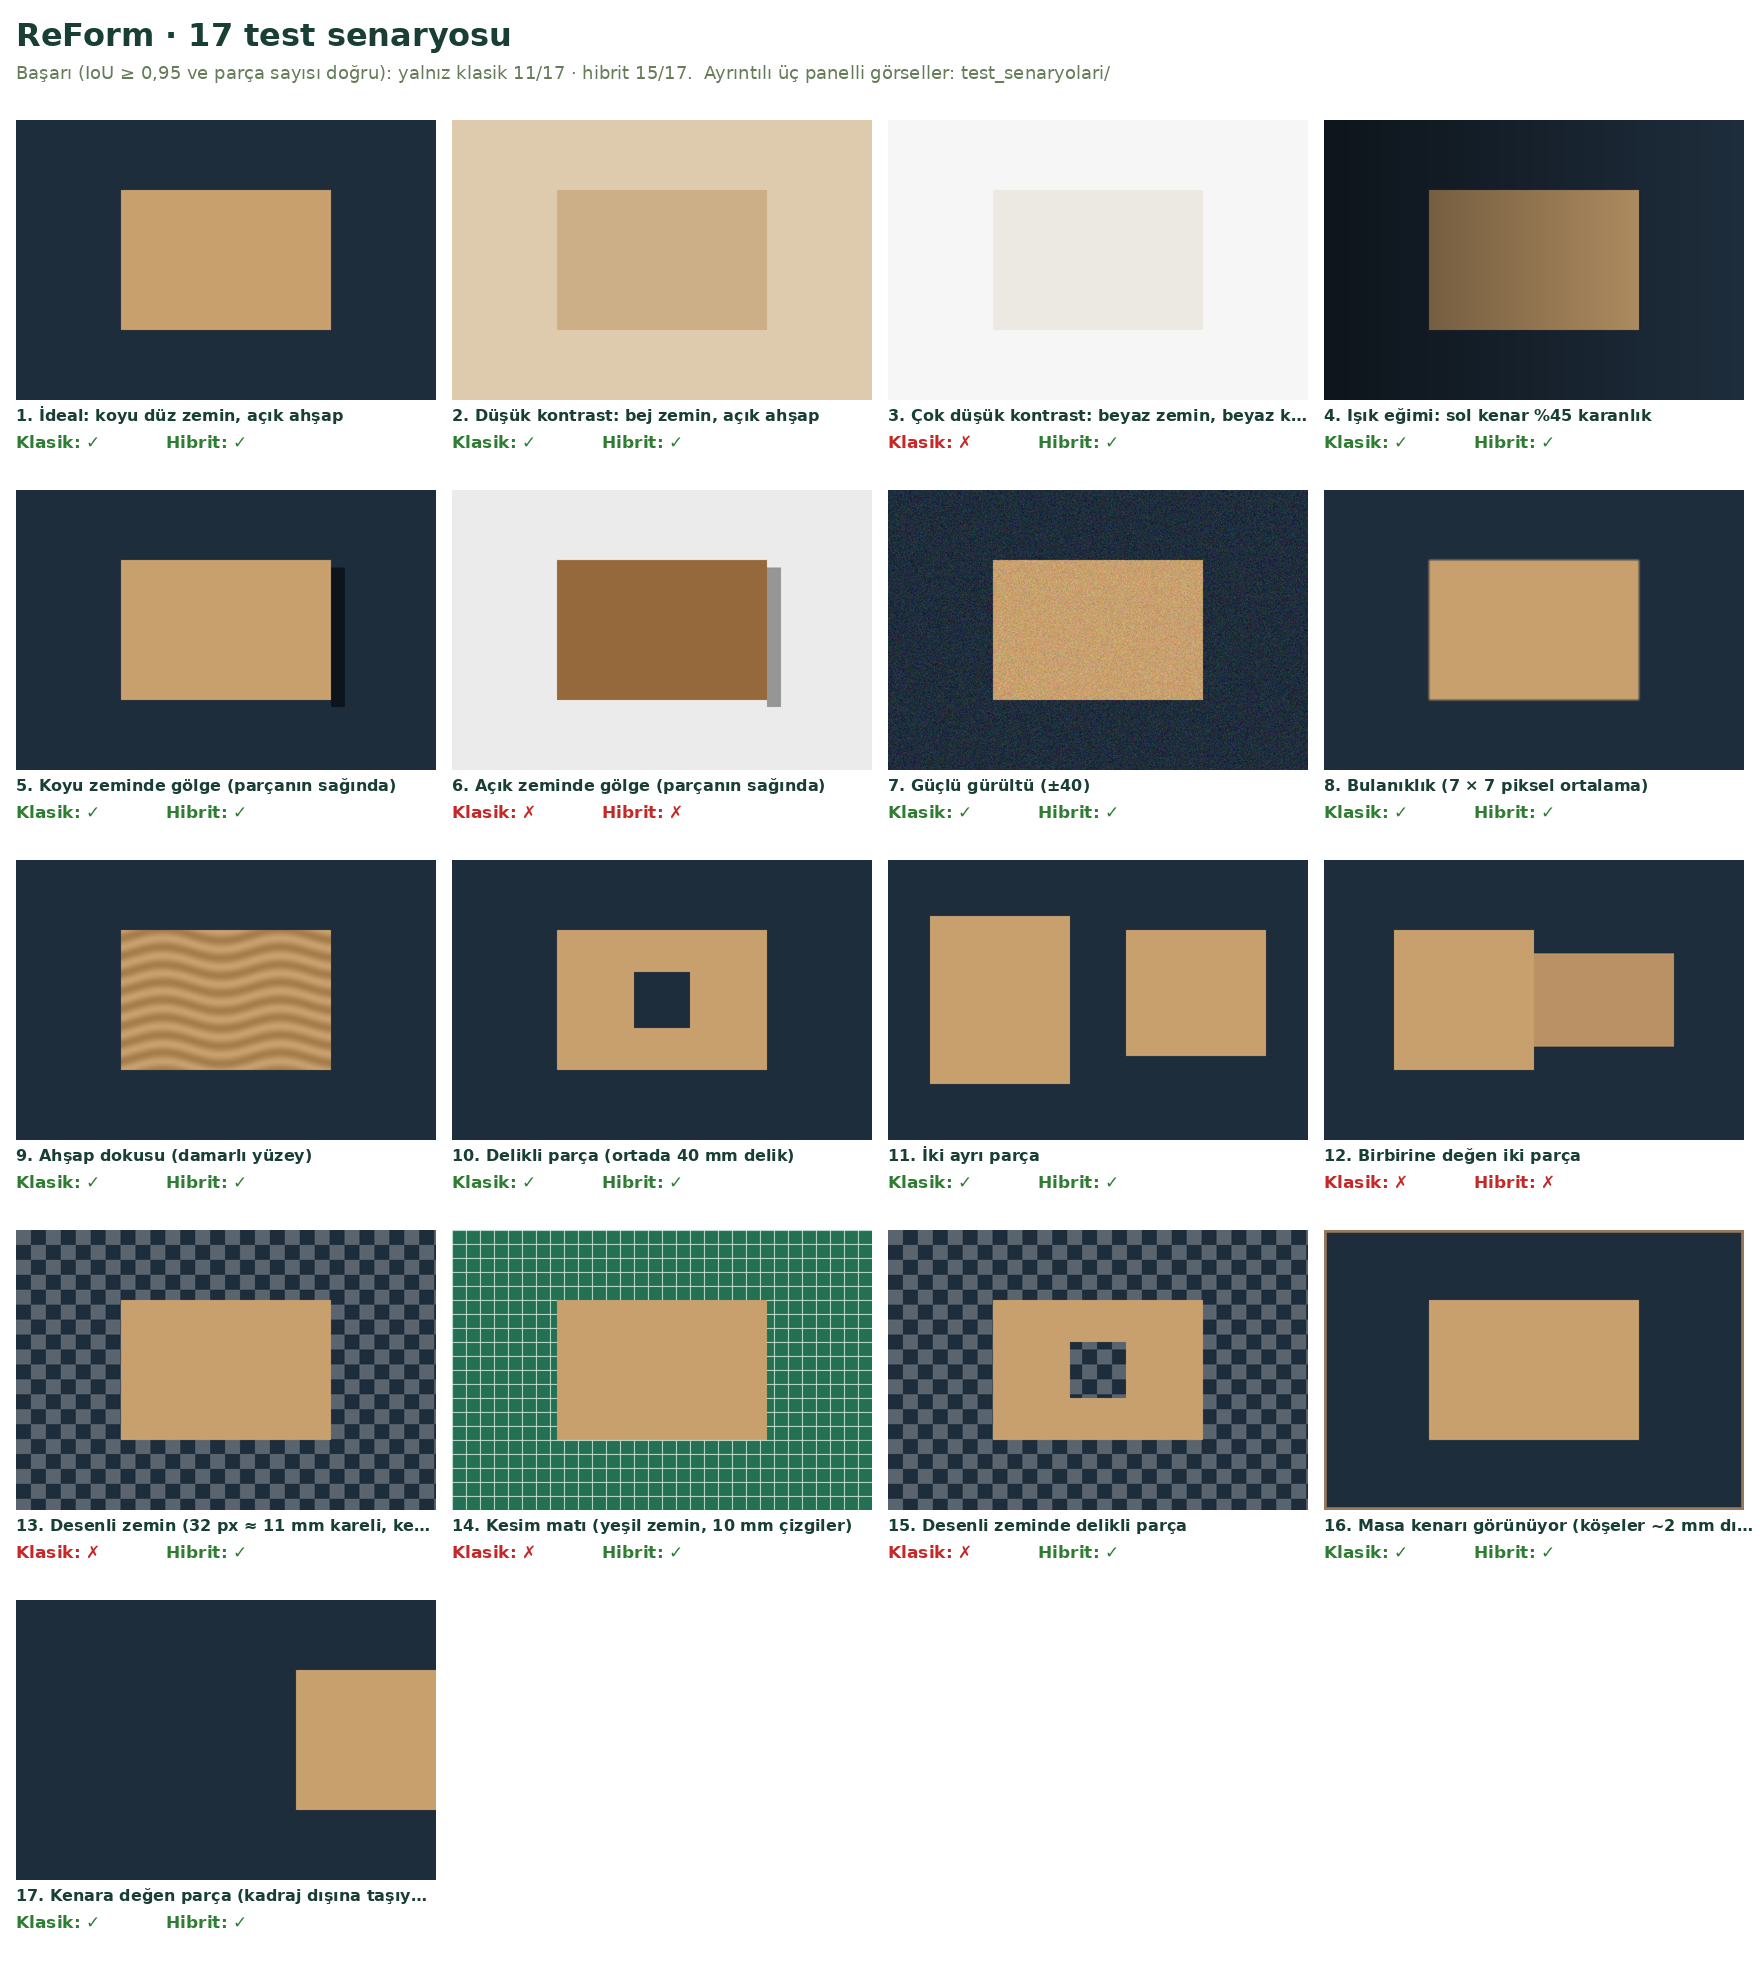 ReForm · 17 test senaryosu
Başarı (IoU ≥ 0,95 ve parça sayısı doğru): yalnız klasik 11/17 · hibrit 15/17.  Ayrıntılı üç panelli görseller: test_senaryolari/
1. İdeal: koyu düz zemin, açık ahşap
Klasik: ✓ Hibrit: ✓
2. Düşük kontrast: bej zemin, açık ahşap
Klasik: ✓ Hibrit: ✓
3. Çok düşük kontrast: beyaz zemin, beyaz k…
Klasik: ✗ Hibrit: ✓
4. Işık eğimi: sol kenar %45 karanlık
Klasik: ✓ Hibrit: ✓
5. Koyu zeminde gölge (parçanın sağında)
Klasik: ✓ Hibrit: ✓
6. Açık zeminde gölge (parçanın sağında)
Klasik: ✗ Hibrit: ✗
7. Güçlü gürültü (±40)
Klasik: ✓ Hibrit: ✓
8. Bulanıklık (7 × 7 piksel ortalama)
Klasik: ✓ Hibrit: ✓
9. Ahşap dokusu (damarlı yüzey)
Klasik: ✓ Hibrit: ✓
10. Delikli parça (ortada 40 mm delik)
Klasik: ✓ Hibrit: ✓
11. İki ayrı parça
Klasik: ✓ Hibrit: ✓
12. Birbirine değen iki parça
Klasik: ✗ Hibrit: ✗
13. Desenli zemin (32 px ≈ 11 mm kareli, ke…
Klasik: ✗ Hibrit: ✓
14. Kesim matı (yeşil zemin, 10 mm çizgiler)
Klasik: ✗ Hibrit: ✓
15. Desenli zeminde delikli parça
Klasik: ✗ Hibrit: ✓
16. Masa kenarı görünüyor (köşeler ~2 mm dı…
Klasik: ✓ Hibrit: ✓
17. Kenara değen parça (kadraj dışına taşıy…
Klasik: ✓ Hibrit: ✓